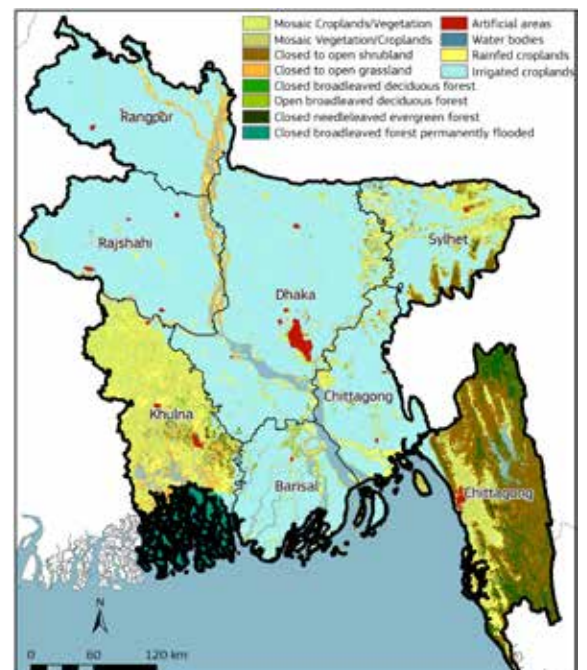 Mosaic Croplands/Vegetation
Mosaic Vegetation/Croplands
Closed to open shrubland
Closed to open grassland
Closed broadleaved deciduous forest
Open broadleaved deciduous forest
Closed needleleaved evergreen forest
Closed broadleaved forest permanently flooded
Artificial areas
Water bodies
Rainfed croplands
Irrigated croplands
Rangpur
Rajshahi
Sylhet
Dhaka
Chittagong
Khulna
Barisal
Chittagong
N
0 60 120 km